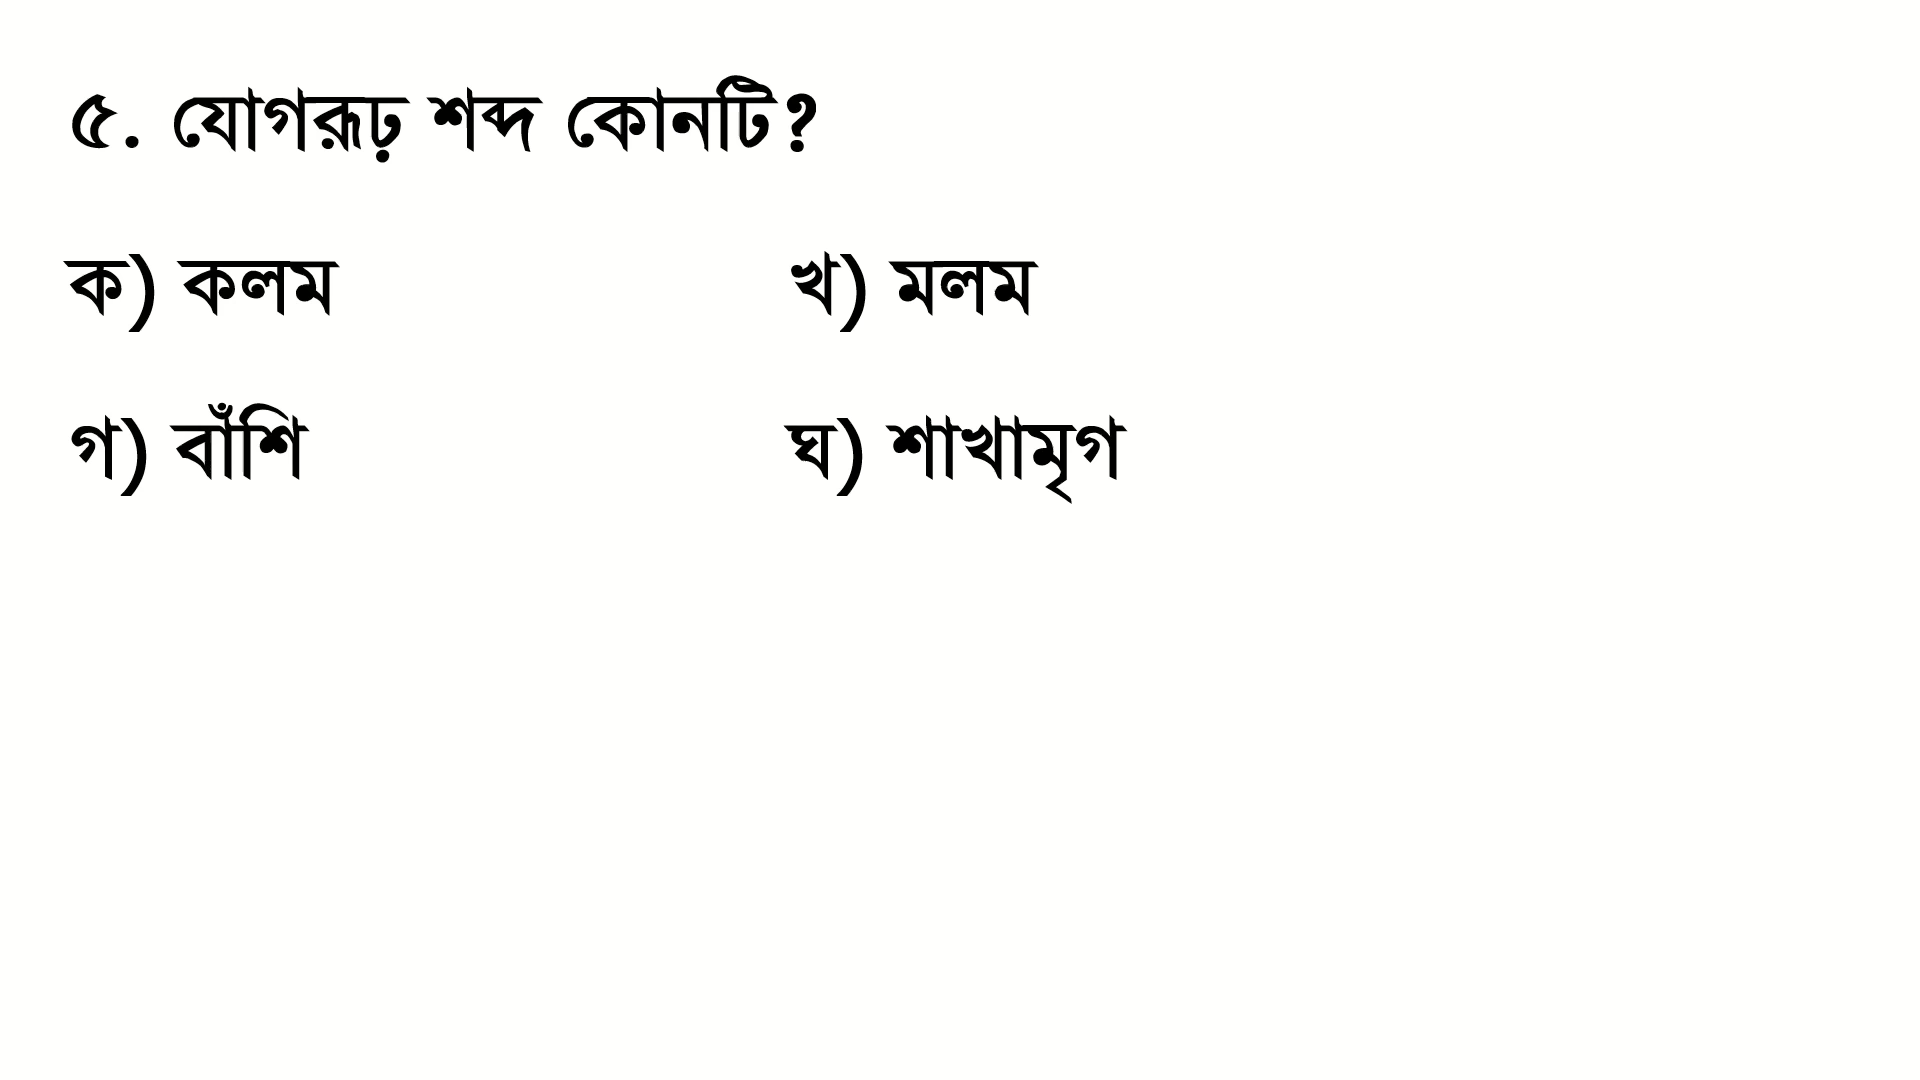 ৫. যোগরূঢ় শব্দ কোনটি?
ক) কলম খ) মলম
গ) বাঁশি ঘ) শাখামৃগ